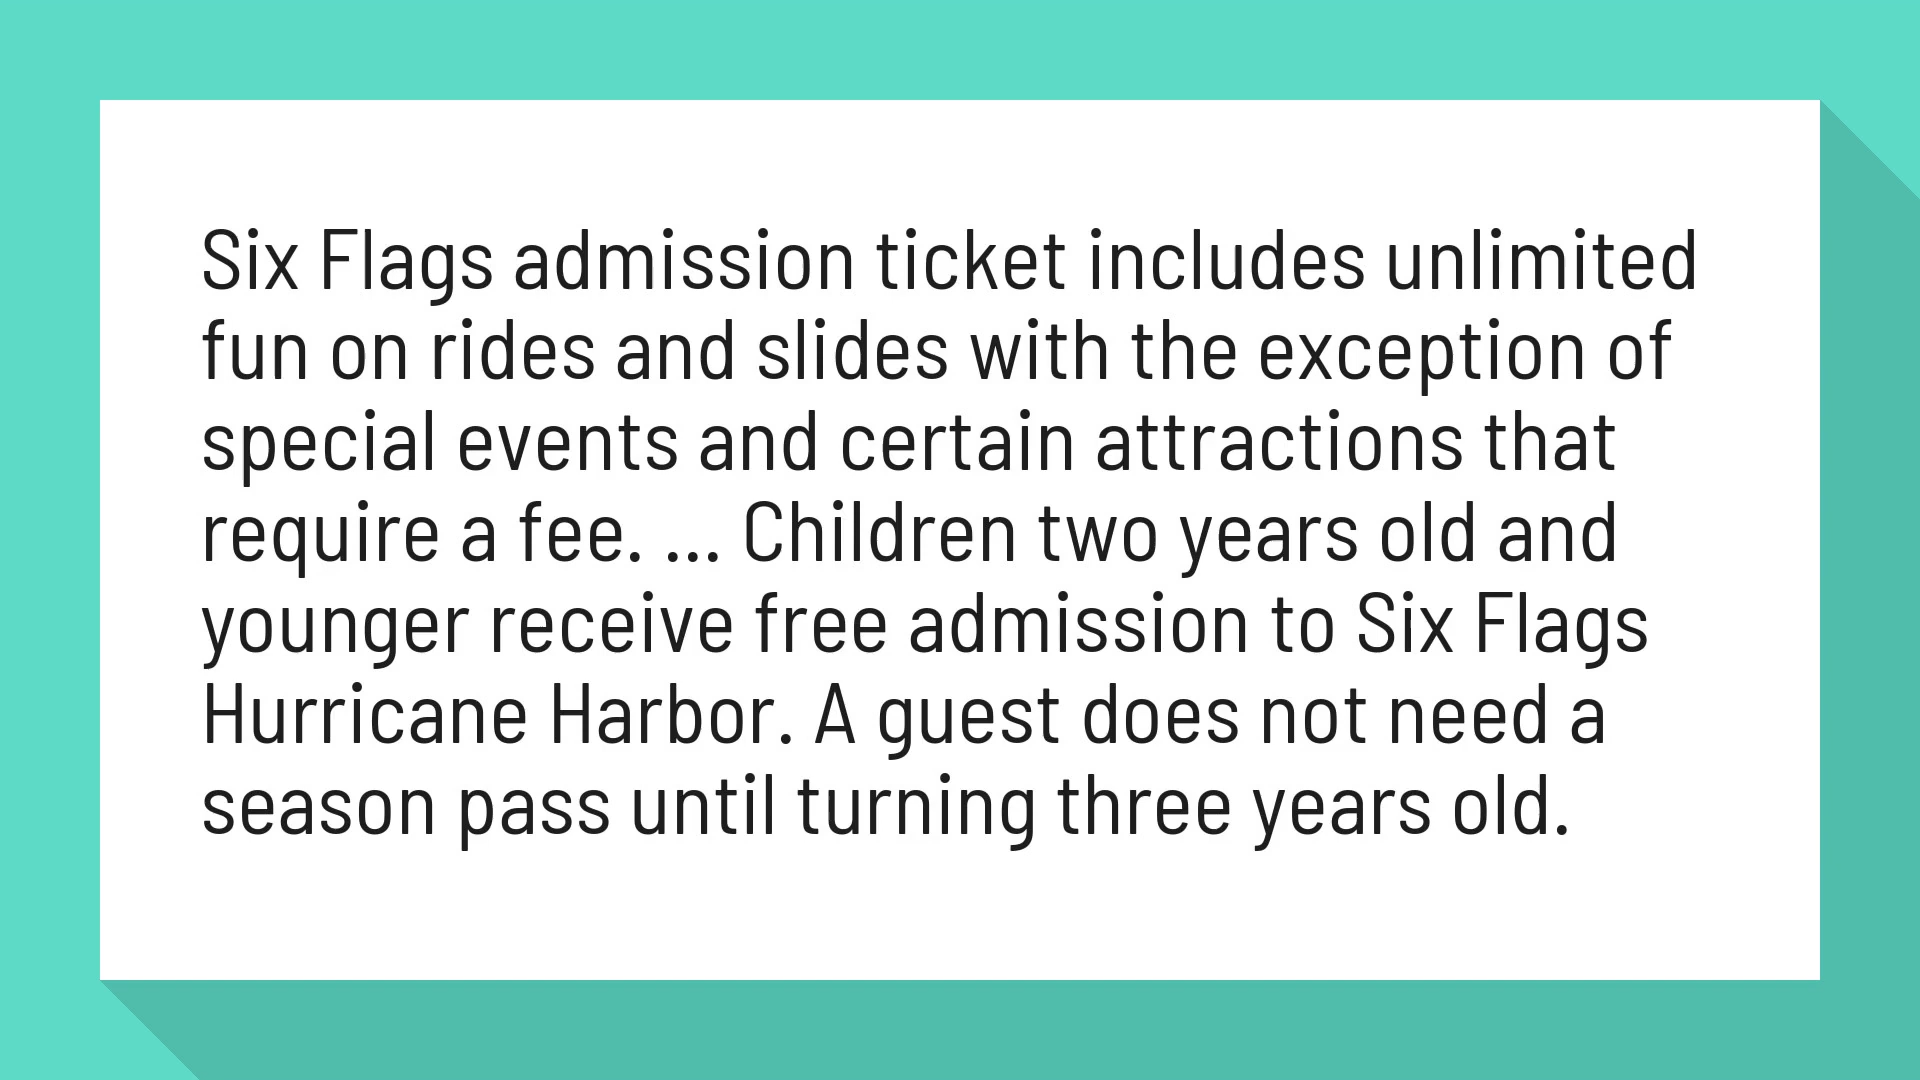 Six Flags admission ticket includes unlimited
fun on rides and slides with the exception of
special events and certain attractions that
require a fee. ... Children two years old and
younger receive free admission to Six Flags
Hurricane Harbor. A guest does not need a
season pass until turning three years old.